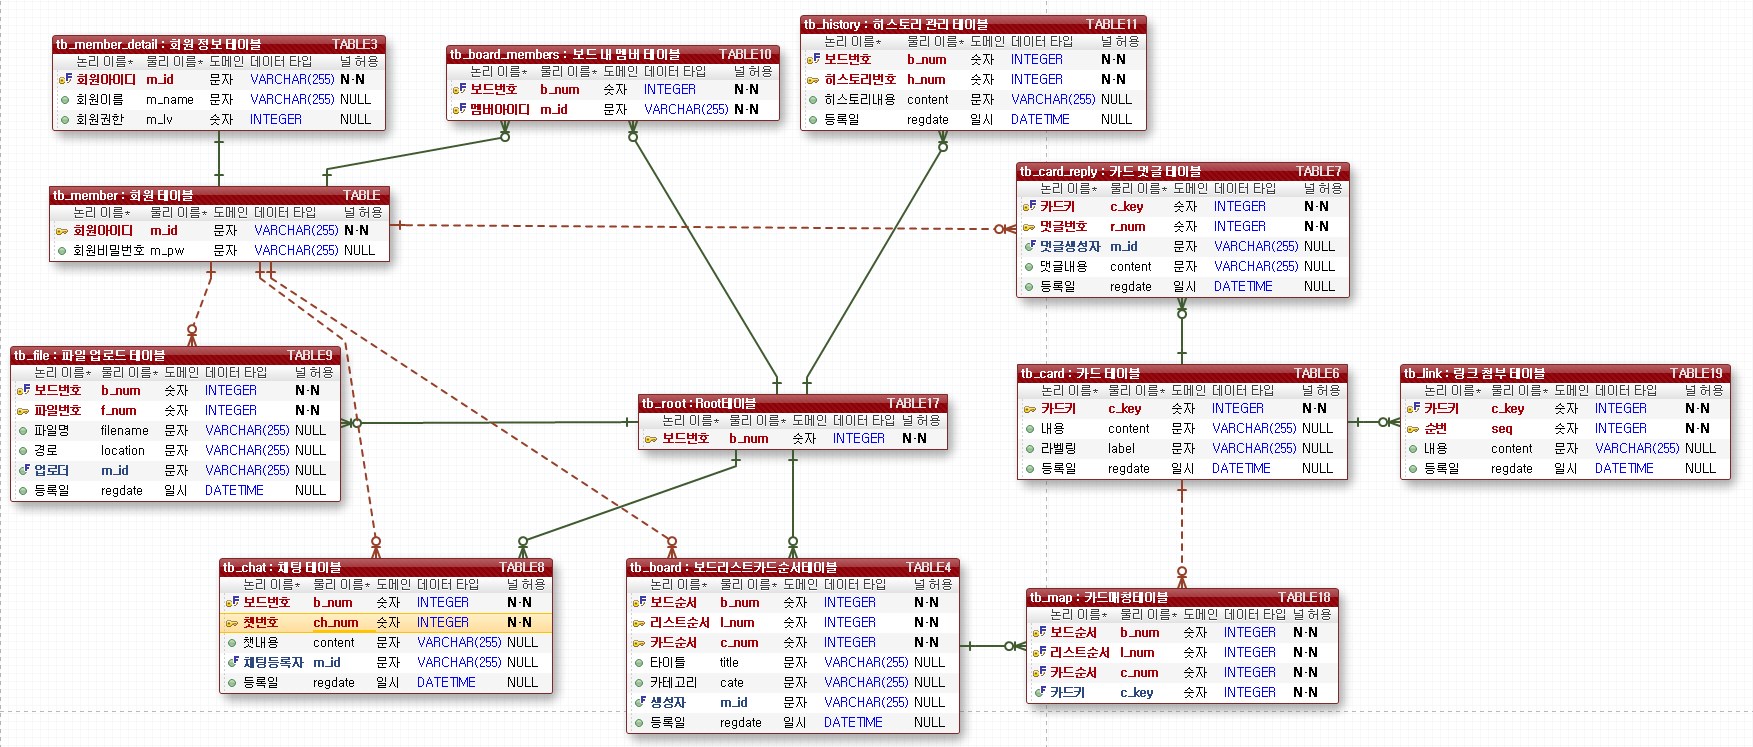 tb_member_detail : 회원 정보 테이블 TABLE3
논리 이름* 물리 이름* 도메인 데이터 타입 널 허용
회원아이디 m_id 문자 VARCHAR(255) N-N
회원이름 m_name 문자 VARCHAR(255) NULL
회원권한 m_lv 숫자 INTEGER NULL
tb_board_members : 보드 내 멤버 테이블 TABLE10
논리 이름* 물리 이름* 도메인 데이터 타입 널 허용
보드번호 b_num 숫자 INTEGER N-N
멤버아이디 m_id 문자 VARCHAR(255) N-N
tb_history : 히스토리 관리 테이블 TABLE11
논리 이름* 물리 이름* 도메인 데이터 타입 널 허용
보드번호 b_num 숫자 INTEGER N-N
히스토리번호 h_num 숫자 INTEGER N-N
히스토리내용 content 문자 VARCHAR(255) NULL
등록일 regdate 일시 DATETIME NULL
tb_member : 회원 테이블 TABLE
논리 이름* 물리 이름* 도메인 데이터 타입 널 허용
회원아이디 m_id 문자 VARCHAR(255) N-N
회원비밀번호 m_pw 문자 VARCHAR(255) NULL
tb_card_reply : 카드 댓글 테이블 TABLE7
논리 이름* 물리 이름* 도메인 데이터 타입 널 허용
카드키 c_key 숫자 INTEGER N-N
댓글번호 r_num 숫자 INTEGER N-N
댓글생성자 m_id 문자 VARCHAR(255) NULL
댓글내용 content 문자 VARCHAR(255) NULL
등록일 regdate 일시 DATETIME NULL
tb_file : 파일 업로드 테이블 TABLE9
논리 이름* 물리 이름* 도메인 데이터 타입 널 허용
보드번호 b_num 숫자 INTEGER N-N
파일번호 f_num 숫자 INTEGER N-N
파일명 filename 문자 VARCHAR(255) NULL
경로 location 문자 VARCHAR(255) NULL
업로더 m_id 문자 VARCHAR(255) NULL
등록일 regdate 일시 DATETIME NULL
tb_root : Root테이블 TABLE17
논리 이름* 물리 이름* 도메인 데이터 타입 널 허용
보드번호 b_num 숫자 INTEGER N-N
tb_card : 카드 테이블 TABLE6
논리 이름* 물리 이름* 도메인 데이터 타입 널 허용
카드키 c_key 숫자 INTEGER N-N
내용 content 문자 VARCHAR(255) NULL
라벨링 label 문자 VARCHAR(255) NULL
등록일 regdate 일시 DATETIME NULL
tb_link : 링크 첨부 테이블 TABLE19
논리 이름* 물리 이름* 도메인 데이터 타입 널 허용
카드키 c_key 숫자 INTEGER N-N
순번 seq 숫자 INTEGER N-N
내용 content 문자 VARCHAR(255) NULL
등록일 regdate 일시 DATETIME NULL
tb_chat : 채팅 테이블 TABLE8
논리 이름* 물리 이름* 도메인 데이터 타입 널 허용
보드번호 b_num 숫자 INTEGER N-N
챗번호 ch_num 숫자 INTEGER N-N
챗내용 content 문자 VARCHAR(255) NULL
채팅등록자 m_id 문자 VARCHAR(255) NULL
등록일 regdate 일시 DATETIME NULL
tb_board : 보드리스트카드순서테이블 TABLE4
논리 이름* 물리 이름* 도메인 데이터 타입 널 허용
보드순서 b_num 숫자 INTEGER N-N
리스트순서 l_num 숫자 INTEGER N-N
카드순서 c_num 숫자 INTEGER N-N
타이틀 title 문자 VARCHAR(255) NULL
카테고리 cate 문자 VARCHAR(255) NULL
생성자 m_id 문자 VARCHAR(255) NULL
등록일 regdate 일시 DATETIME NULL
tb_map : 카드매칭테이블 TABLE18
논리 이름* 물리 이름* 도메인 데이터 타입 널 허용
보드순서 b_num 숫자 INTEGER N-N
리스트순서 l_num 숫자 INTEGER N-N
카드순서 c_num 숫자 INTEGER N-N
카드키 c_key 숫자 INTEGER N-N